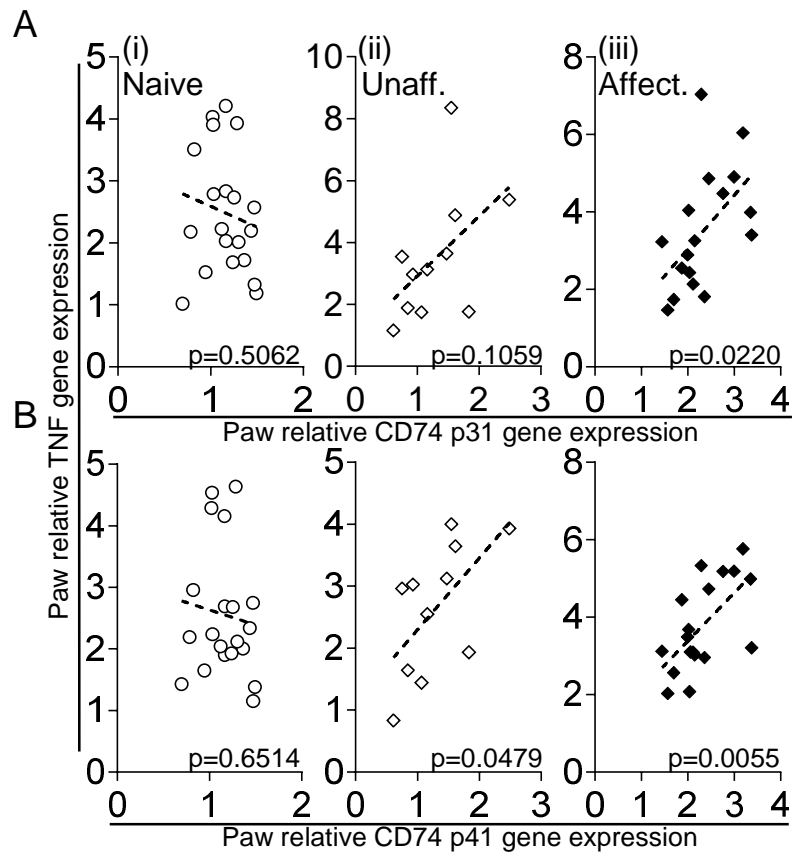 A
(i)
Naive
5
4
3
2
1
0
p=0.5062
0 1 2
(ii)
Unaff.
10
8
6
4
2
0
p=0.1059
0 1 2 3
(iii)
Affect.
8
6
4
2
0
p=0.0220
0 1 2 3 4
Paw relative CD74 p31 gene expression
Paw relative TNF gene expression
B
5
4
3
2
1
0
p=0.6514
0 1 2
5
4
3
2
1
0
p=0.0479
0 1 2 3
8
6
4
2
0
p=0.0055
0 1 2 3 4
Paw relative CD74 p41 gene expression